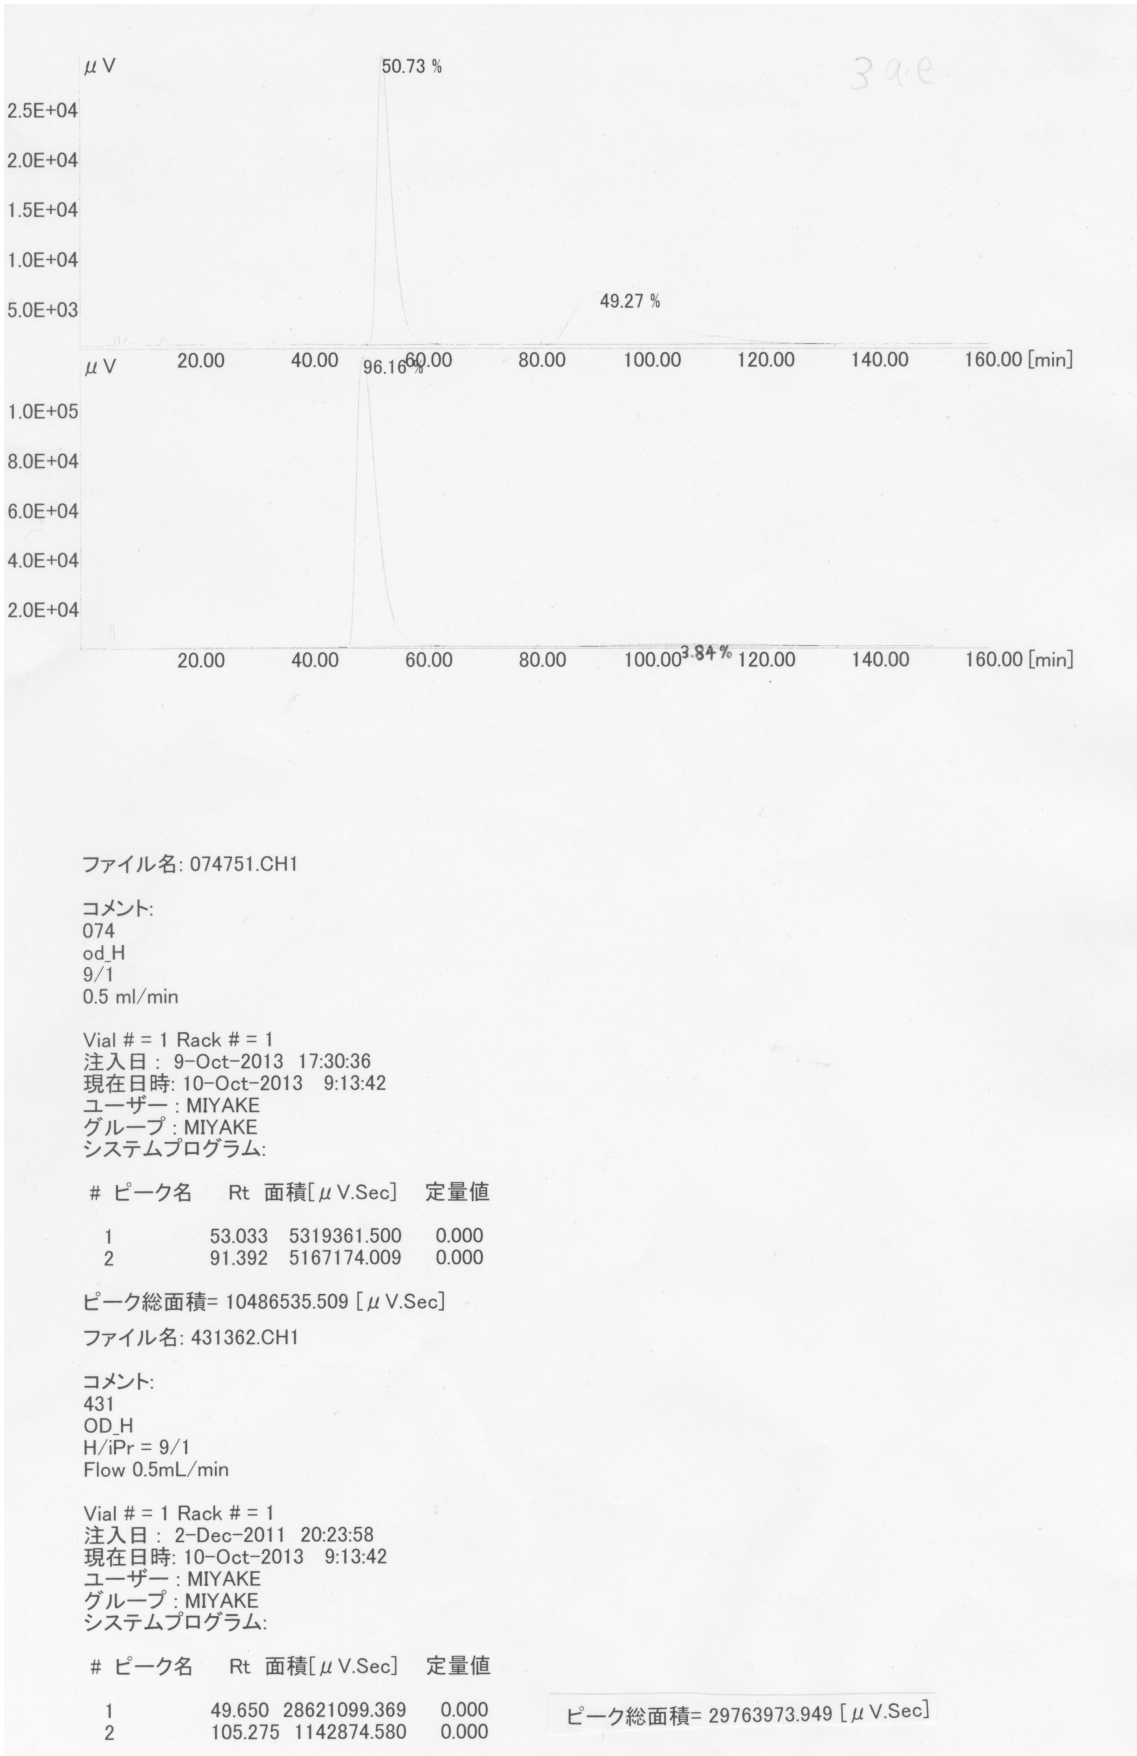 3ae
μV
50.73 %
2.5E+04
2.0E+04
1.5E+04
1.0E+04
49.27 %
5.0E+03
20.00 40.00 60.00 80.00 100.00 120.00 140.00 160.00 [min]
μV
96.16 %
1.0E+05
8.0E+04
6.0E+04
4.0E+04
2.0E+04
3.84 %
20.00 40.00 60.00 80.00 100.00 120.00 140.00 160.00 [min]
ファイル名: 074751.CH1
コメント:
074
od_H
9/1
0.5 ml/min
Vial # = 1 Rack # = 1
注入日 : 9-Oct-2013 17:30:36
現在日時: 10-Oct-2013 9:13:42
ユーザー : MIYAKE
グループ : MIYAKE
システムプログラム:
# ピーク名 Rt 面積[μV.Sec] 定量値
1 53.033 5319361.500 0.000
2 91.392 5167174.009 0.000
ピーク総面積= 10486535.509 [μV.Sec]
ファイル名: 431362.CH1
コメント:
431
OD_H
H/iPr = 9/1
Flow 0.5mL/min
Vial # = 1 Rack # = 1
注入日 : 2-Dec-2011 20:23:58
現在日時: 10-Oct-2013 9:13:42
ユーザー : MIYAKE
グループ : MIYAKE
システムプログラム:
# ピーク名 Rt 面積[μV.Sec] 定量値
1 49.650 28621099.369 0.000
2 105.275 1142874.580 0.000
ピーク総面積= 29763973.949 [μV.Sec]